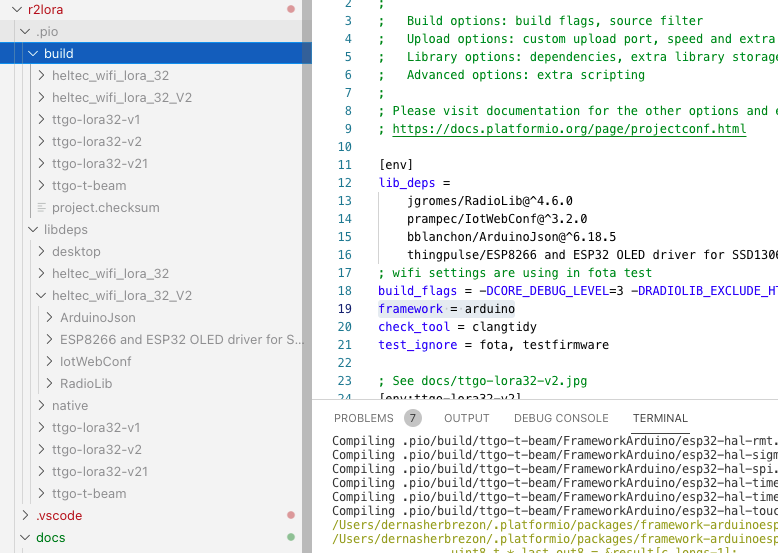 r2lora
.pio
build
heltec_wifi_lora_32
heltec_wifi_lora_32_V2
ttgo-lora32-v1
ttgo-lora32-v2
ttgo-lora32-v21
ttgo-t-beam
project.checksum
libdeps
desktop
heltec_wifi_lora_32
heltec_wifi_lora_32_V2
ArduinoJson
ESP8266 and ESP32 OLED driver for S...
IotWebConf
RadioLib
native
ttgo-lora32-v1
ttgo-lora32-v2
ttgo-lora32-v21
ttgo-t-beam
.vscode
docs
2 ;
3 ;   Build options: build flags, source filter
4 ;   Upload options: custom upload port, speed and extra
5 ;   Library options: dependencies, extra library storage
6 ;   Advanced options: extra scripting
7 ;
8 ; Please visit documentation for the other options and e
9 ; https://docs.platformio.org/page/projectconf.html
10
11 [env]
12 lib_deps =
13     jgromes/RadioLib@^4.6.0
14     prampec/IotWebConf@^3.2.0
15     bblanchon/ArduinoJson@^6.18.5
16     thingpulse/ESP8266 and ESP32 OLED driver for SSD1306
17 ; wifi settings are using in fota test
18 build_flags = -DCORE_DEBUG_LEVEL=3 -DRADIOLIB_EXCLUDE_HT
19 framework = arduino
20 check_tool = clangtidy
21 test_ignore = fota, testfirmware
22
23 ; See docs/ttgo-lora32-v2.jpg
24 [env:ttgo-lora32-v2]
PROBLEMS 7 OUTPUT DEBUG CONSOLE TERMINAL
Compiling .pio/build/ttgo-t-beam/FrameworkArduino/esp32-hal-rmt.
Compiling .pio/build/ttgo-t-beam/FrameworkArduino/esp32-hal-sigm
Compiling .pio/build/ttgo-t-beam/FrameworkArduino/esp32-hal-spi.
Compiling .pio/build/ttgo-t-beam/FrameworkArduino/esp32-hal-time
Compiling .pio/build/ttgo-t-beam/FrameworkArduino/esp32-hal-time
Compiling .pio/build/ttgo-t-beam/FrameworkArduino/esp32-hal-touc
/Users/dernasherbrezon/.platformio/packages/framework-arduinoesp
/Users/dernasherbrezon/.platformio/packages/framework-arduinoesp
uint8_t * last_out8 = &result[c_longs-1];